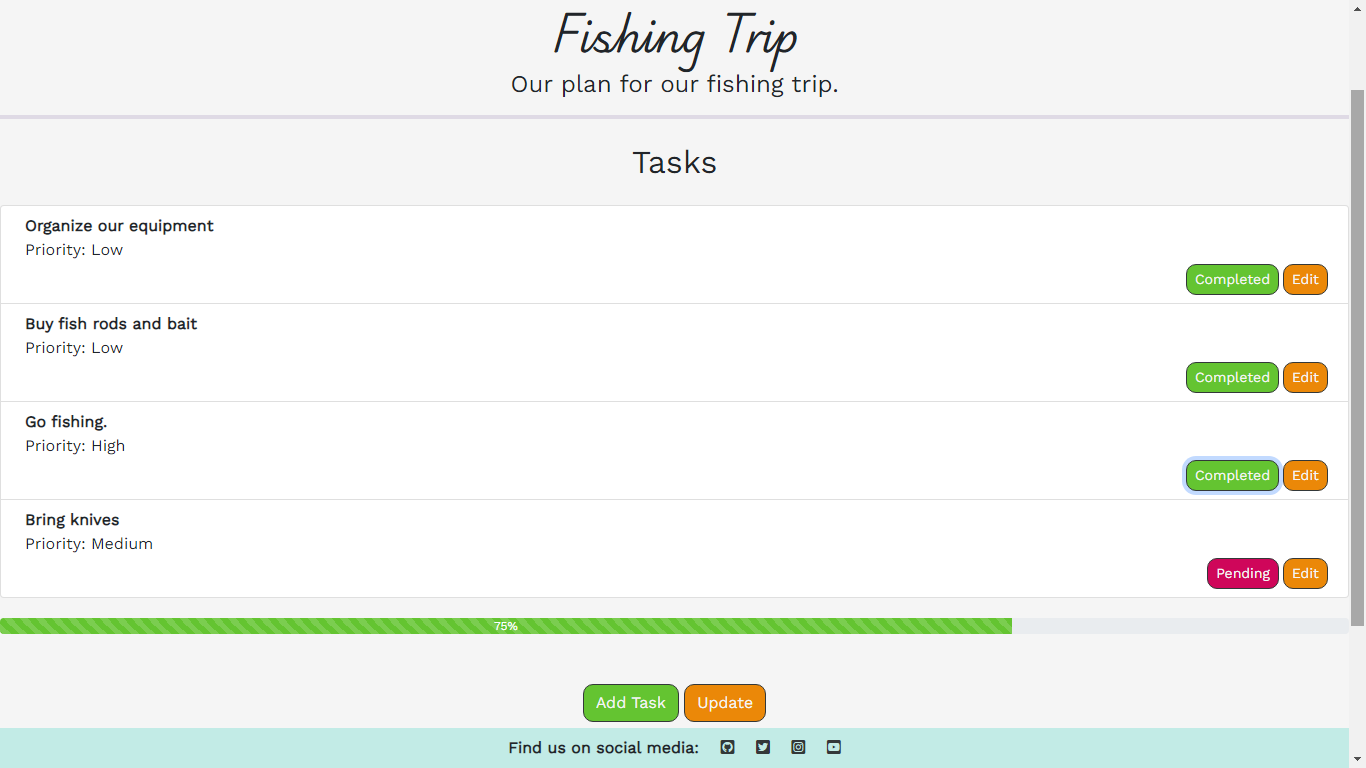 Fishing Trip
Our plan for our fishing trip.
Tasks
Organize our equipment
Priority: Low
Completed Edit
Buy fish rods and bait
Priority: Low
Completed Edit
Go fishing.
Priority: High
Completed Edit
Bring knives
Priority: Medium
Pending Edit
75%
Add Task Update
Find us on social media: